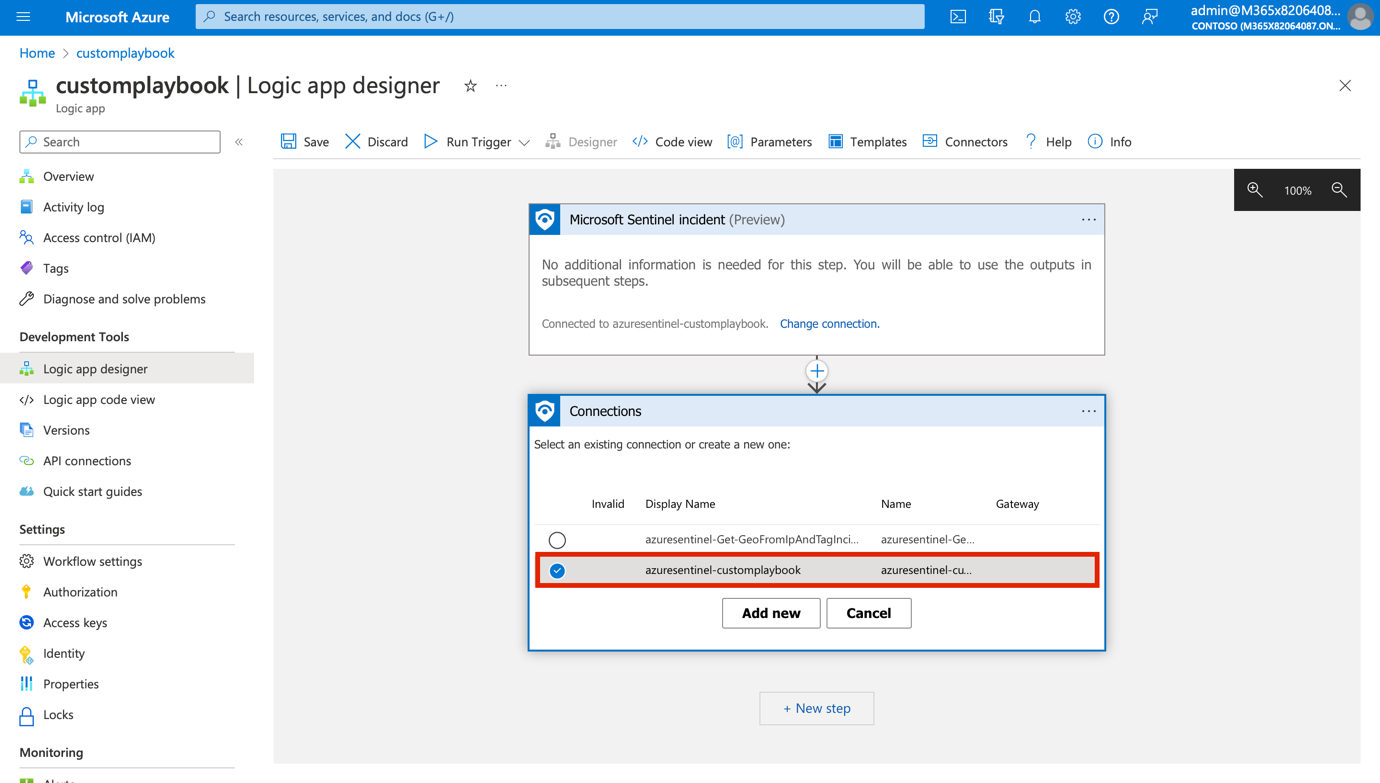 Microsoft Azure
Search resources, services, and docs (G+/)
admin@M365x8206408...
CONTOSO (M365X82064087.ON...
Home > customplaybook
customplaybook | Logic app designer
...
Logic app
Search
«
Save
Discard
Run Trigger
Designer
Code view
Parameters
Templates
Connectors
Help
Info
Overview
Activity log
Access control (IAM)
Tags
Diagnose and solve problems
Development Tools
Logic app designer
Logic app code view
Versions
API connections
Quick start guides
Settings
Workflow settings
Authorization
Access keys
Identity
Properties
Locks
Monitoring
100%
Microsoft Sentinel incident (Preview)
...
No additional information is needed for this step. You will be able to use the outputs in
subsequent steps.
Connected to azuresentinel-customplaybook. Change connection.
Connections
...
Select an existing connection or create a new one:
Invalid Display Name Name Gateway
azuresentinel-Get-GeoFromIpAndTagInci... azuresentinel-Ge...
azuresentinel-customplaybook azuresentinel-cu...
Add new
Cancel
+ New step